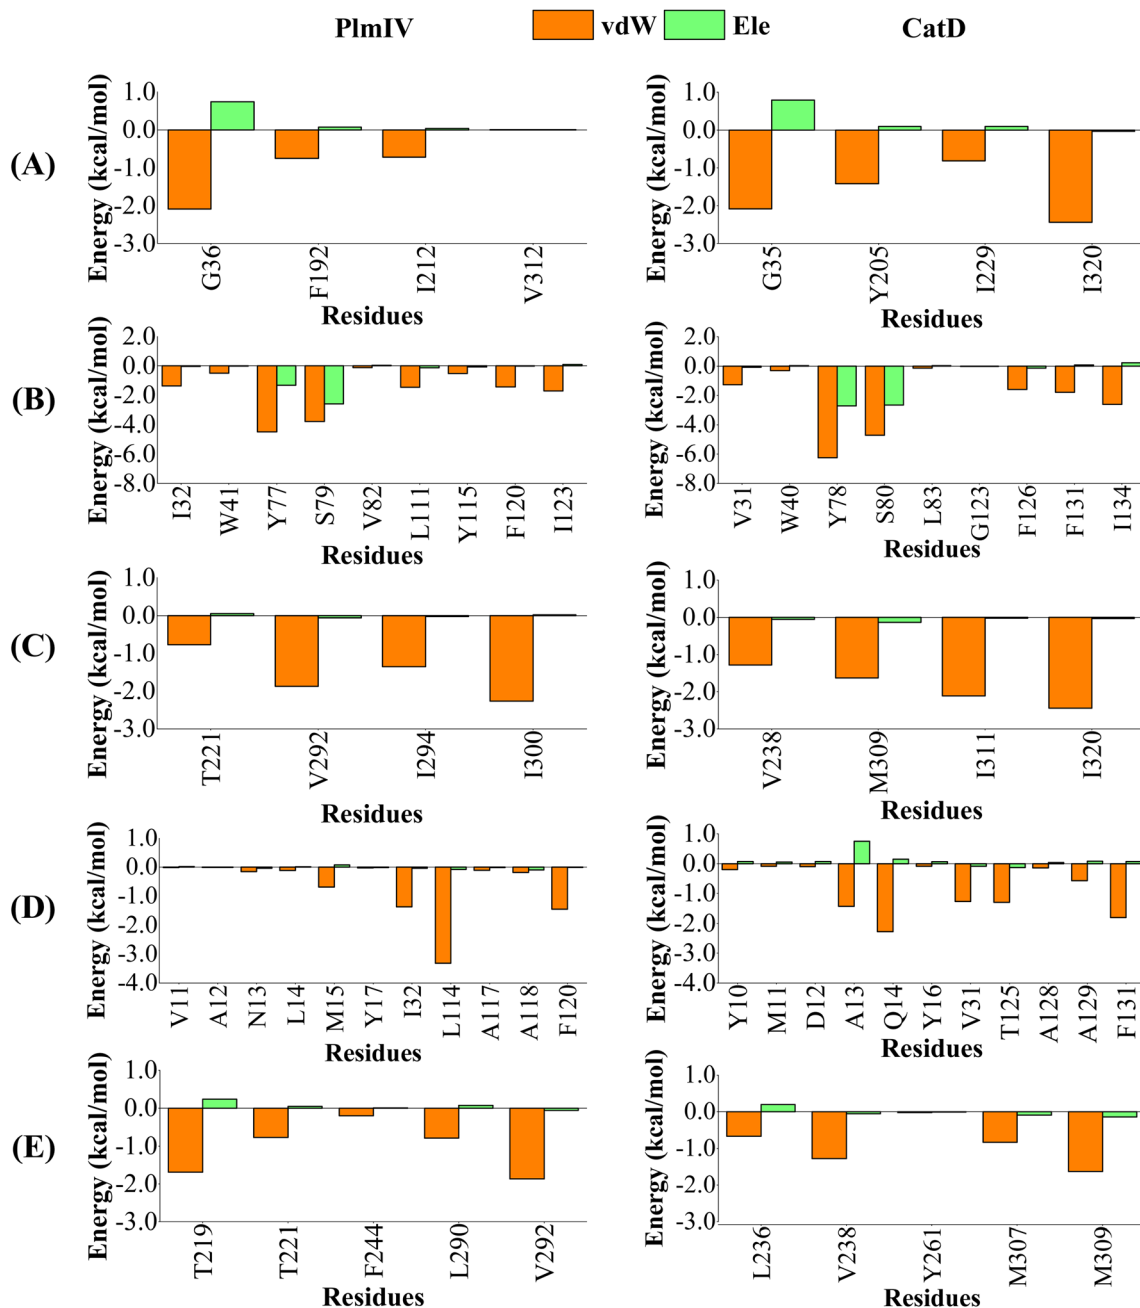 PlmIV vdW Ele CatD
(A)
Energy (kcal/mol)
1.0
0.0
-1.0
-2.0
-3.0
G36 F192 I212 V312
Residues
Energy (kcal/mol)
1.0
0.0
-1.0
-2.0
-3.0
G35 Y205 I229 I320
Residues
(B)
Energy (kcal/mol)
2.0
0.0
-2.0
-4.0
-6.0
-8.0
I32 W41 Y77 S79 V82 L111 Y115 F120 I123
Residues
Energy (kcal/mol)
2.0
0.0
-2.0
-4.0
-6.0
-8.0
V31 W40 Y78 S80 L83 G123 F126 F131 I134
Residues
(C)
Energy (kcal/mol)
1.0
0.0
-1.0
-2.0
-3.0
T221 V292 I294 I300
Residues
Energy (kcal/mol)
1.0
0.0
-1.0
-2.0
-3.0
V238 M309 I311 I320
Residues
(D)
Energy (kcal/mol)
1.0
0.0
-1.0
-2.0
-3.0
-4.0
V11 A12 N13 L14 M15 Y17 I32 L114 A117 A118 F120
Residues
Energy (kcal/mol)
1.0
0.0
-1.0
-2.0
-3.0
-4.0
Y10 M11 D12 A13 Q14 Y16 V31 T125 A128 A129 F131
Residues
(E)
Energy (kcal/mol)
1.0
0.0
-1.0
-2.0
-3.0
T219 T221 F244 L290 V292
Residues
Energy (kcal/mol)
1.0
0.0
-1.0
-2.0
-3.0
L236 V238 Y261 M307 M309
Residues